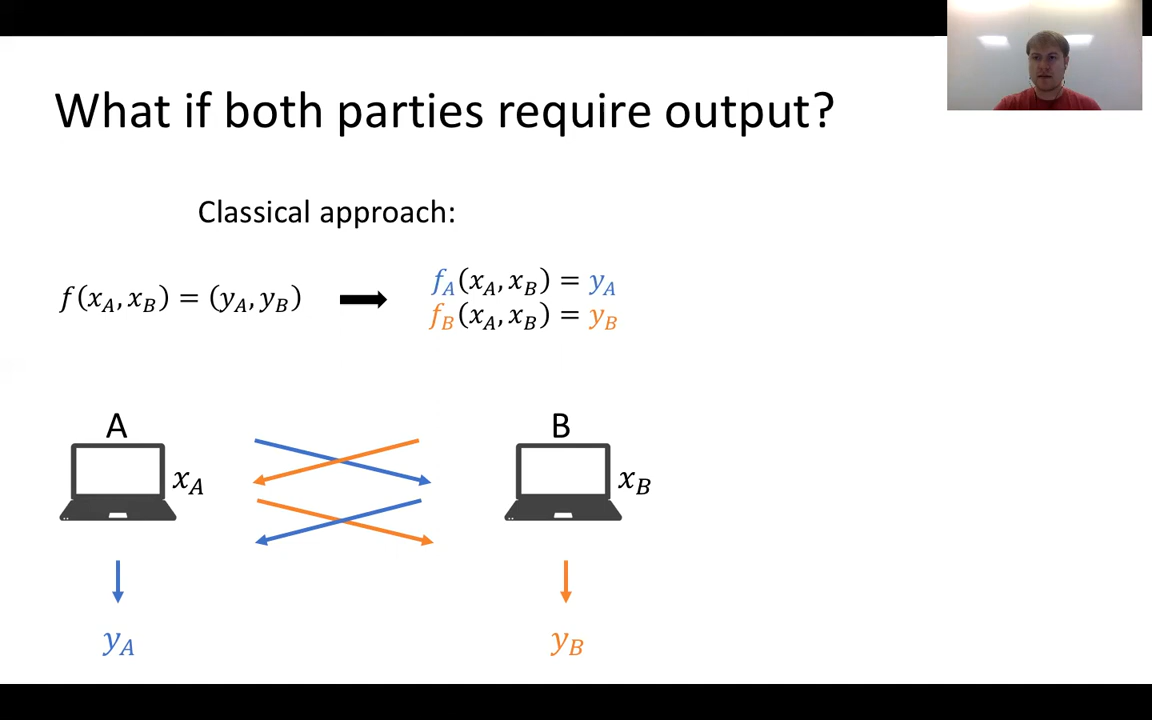 What if both parties require output?
Classical approach:
f(x_A, x_B) = (y_A, y_B)
f_A(x_A, x_B) = y_A
f_B(x_A, x_B) = y_B
A
B
x_A
x_B
y_A
y_B